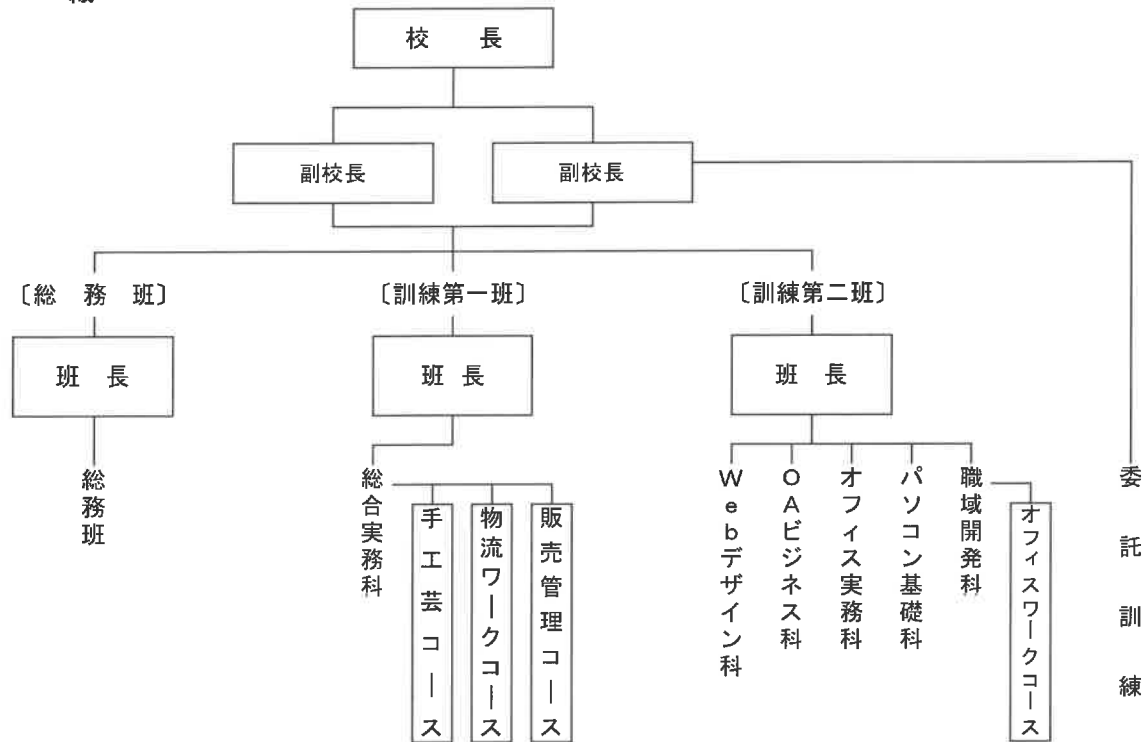 校　　長
副校長
副校長
〔総　務　班〕
〔訓練第一班〕
〔訓練第二班〕
班　長
班　長
班　長
総務班
総合実務科
手工芸コース
物流ワークコース
販売管理コース
Webデザイン科
OAビジネス科
オフィス実務科
パソコン基礎科
職域開発科
オフィスワークコース
委託訓練